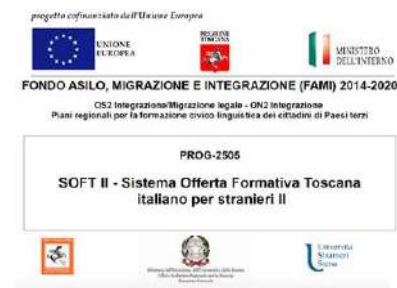 progetto cofinanziato dall'Unione Europea
UNIONE
EUROPEA
REGIONE
TOSCANA
MINISTERO
DELL'INTERNO
FONDO ASILO, MIGRAZIONE E INTEGRAZIONE (FAMI) 2014-2020
OS2 Integrazione/Migrazione legale - ON2 Integrazione
Piani regionali per la formazione civico linguistica dei cittadini di Paesi terzi
PROG-2505
SOFT II - Sistema Offerta Formativa Toscana
italiano per stranieri II
Università
Stranieri
Siena